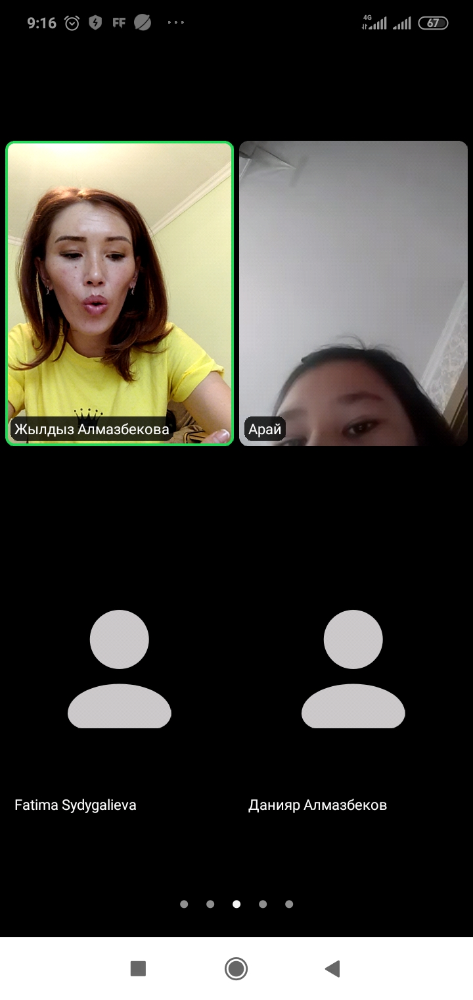 9:16 FF 4G 67
Жылдыз Алмазбекова
Арай
Fatima Sydygalieva
Данияр Алмазбеков